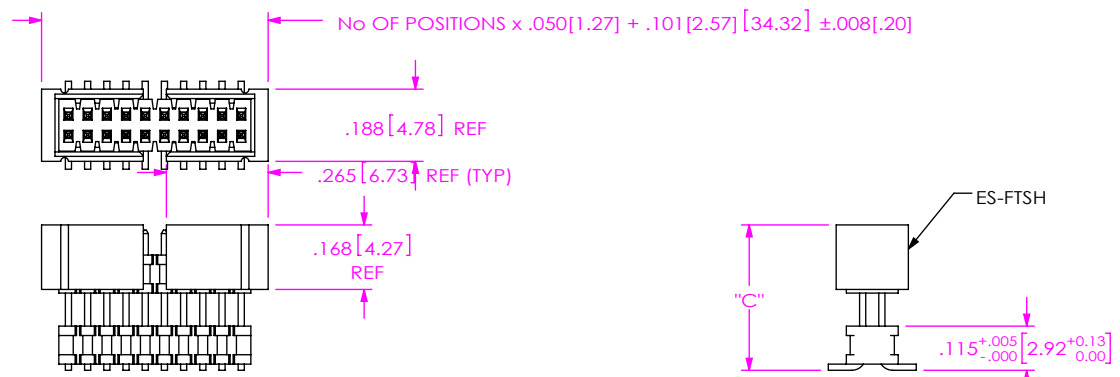 No OF POSITIONS x .050[1.27] + .101[2.57] [34.32] ±.008[.20]
.188[4.78] REF
.265[6.73] REF (TYP)
ES-FTSH
.168[4.27]
REF
"C"
.115+.005-.000[2.92+0.13 0.00]